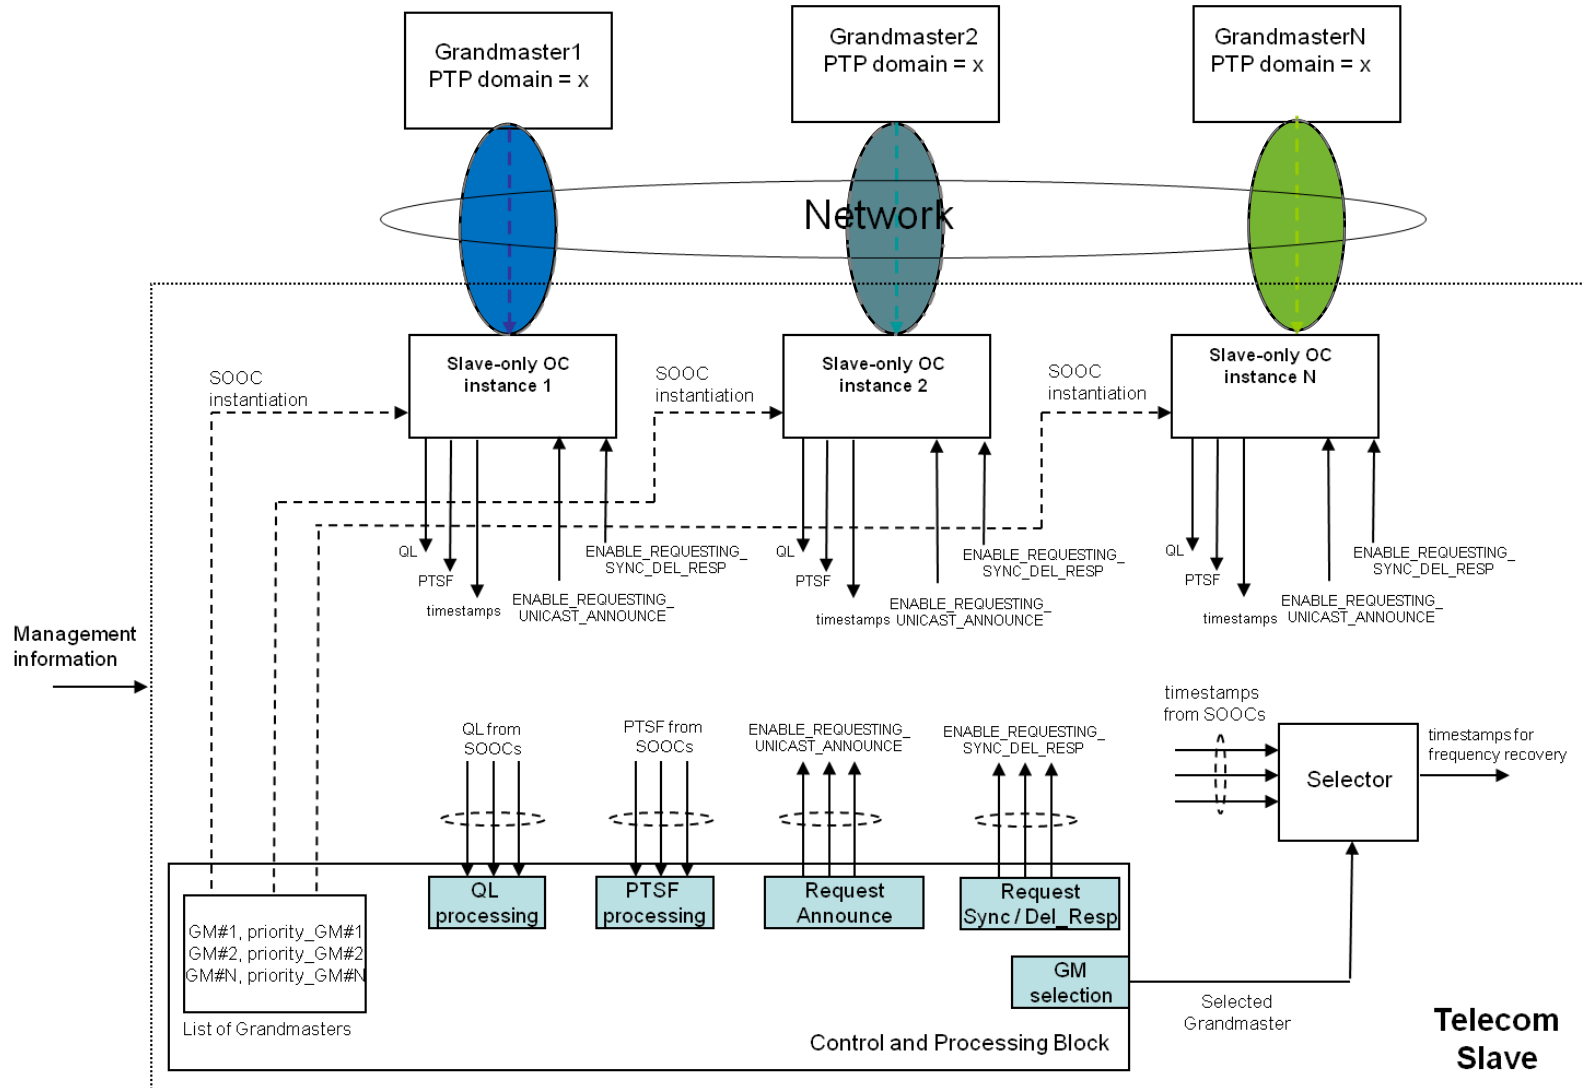 Grandmaster1
PTP domain = x
Grandmaster2
PTP domain = x
GrandmasterN
PTP domain = x
Network
Slave-only OC
instance 1
Slave-only OC
instance 2
Slave-only OC
instance N
SOOC
instantiation
SOOC
instantiation
SOOC
instantiation
QL
PTSF
timestamps
ENABLE_REQUESTING_
SYNC_DEL_RESP
ENABLE_REQUESTING_
UNICAST_ANNOUNCE
QL
PTSF
timestamps
ENABLE_REQUESTING_
SYNC_DEL_RESP
ENABLE_REQUESTING_
UNICAST_ANNOUNCE
QL
PTSF
timestamps
ENABLE_REQUESTING_
SYNC_DEL_RESP
ENABLE_REQUESTING_
UNICAST_ANNOUNCE
Management
information
QL from
SOOCs
PTSF from
SOOCs
ENABLE_REQUESTING_
UNICAST_ANNOUNCE
ENABLE_REQUESTING_
SYNC_DEL_RESP
timestamps
from SOOCs
Selector
timestamps for
frequency recovery
QL
processing
PTSF
processing
Request
Announce
Request
Sync / Del_Resp
GM#1, priority_GM#1
GM#2, priority_GM#2
GM#N, priority_GM#N
List of Grandmasters
GM
selection
Selected
Grandmaster
Control and Processing Block
Telecom
Slave